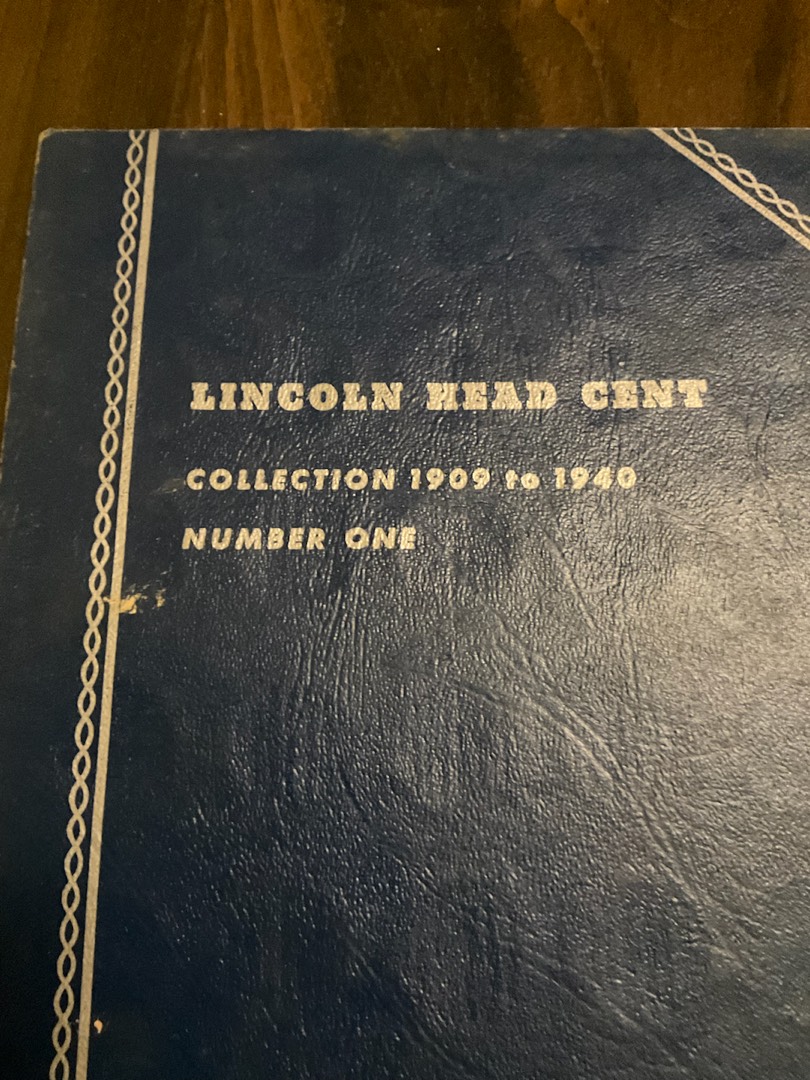 LINCOLN HEAD CENT
COLLECTION 1909 to 1940
NUMBER ONE